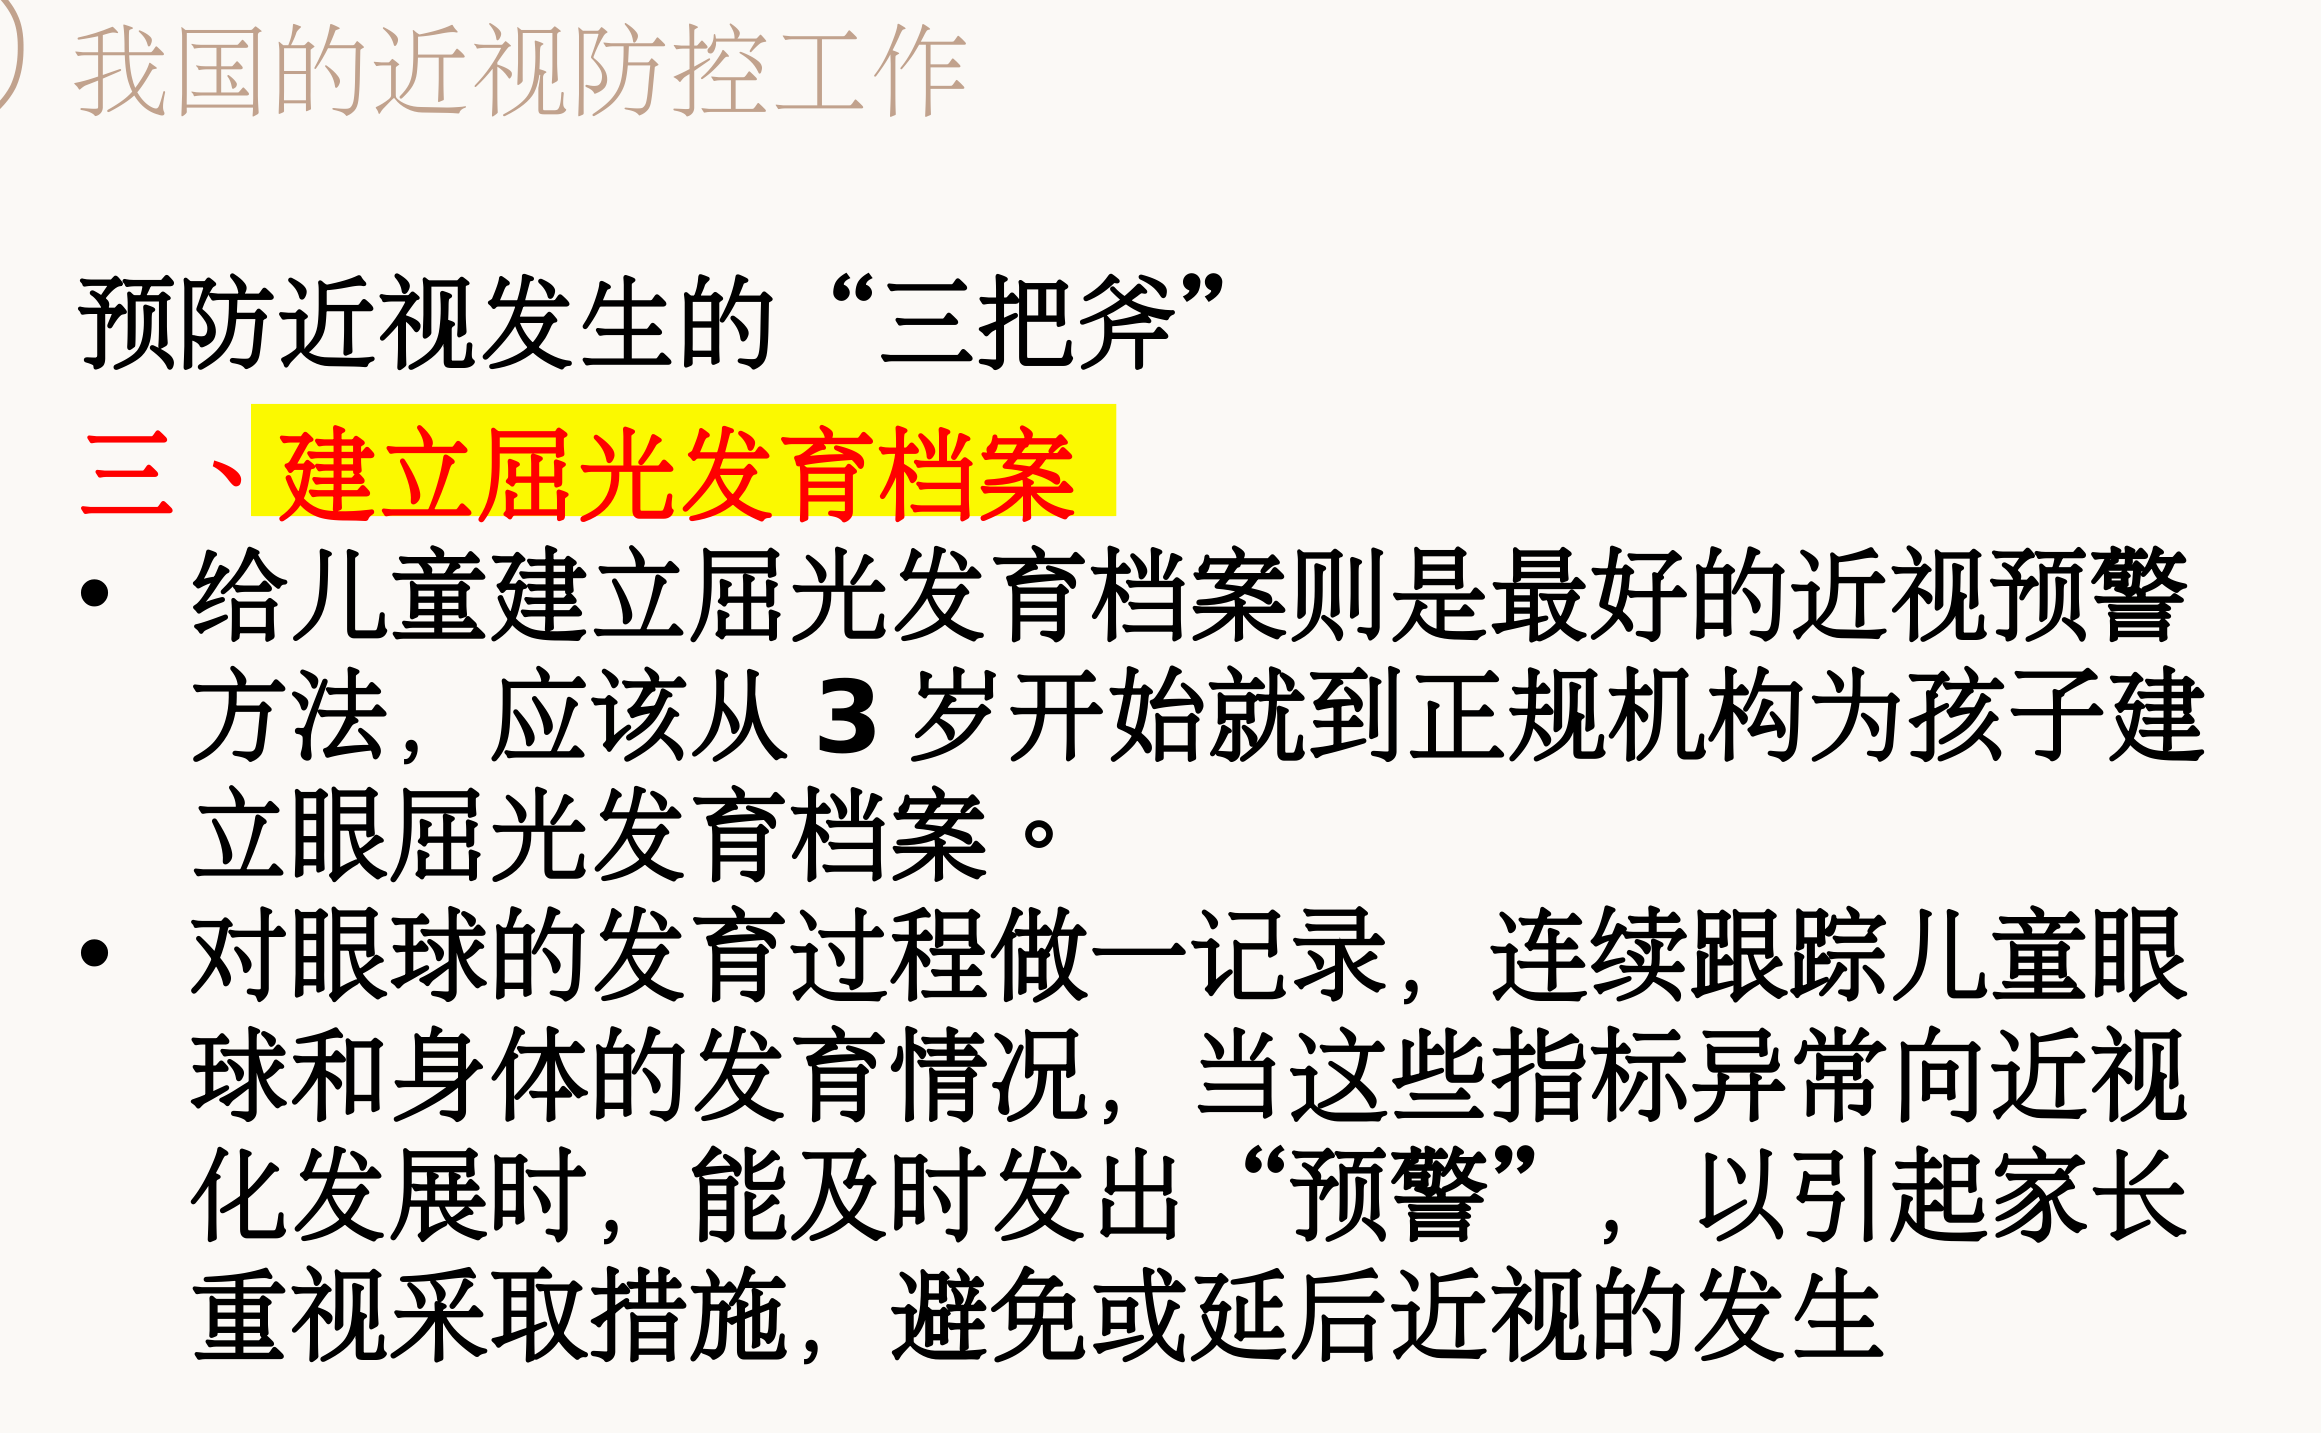 ）我国的近视防控工作
预防近视发生的“三把斧”
三、建立屈光发育档案
• 给儿童建立屈光发育档案则是最好的近视预警
方法，应该从 3 岁开始就到正规机构为孩子建
立眼屈光发育档案。
• 对眼球的发育过程做一记录，连续跟踪儿童眼
球和身体的发育情况，当这些指标异常向近视
化发展时，能及时发出“预警”，以引起家长
重视采取措施，避免或延后近视的发生